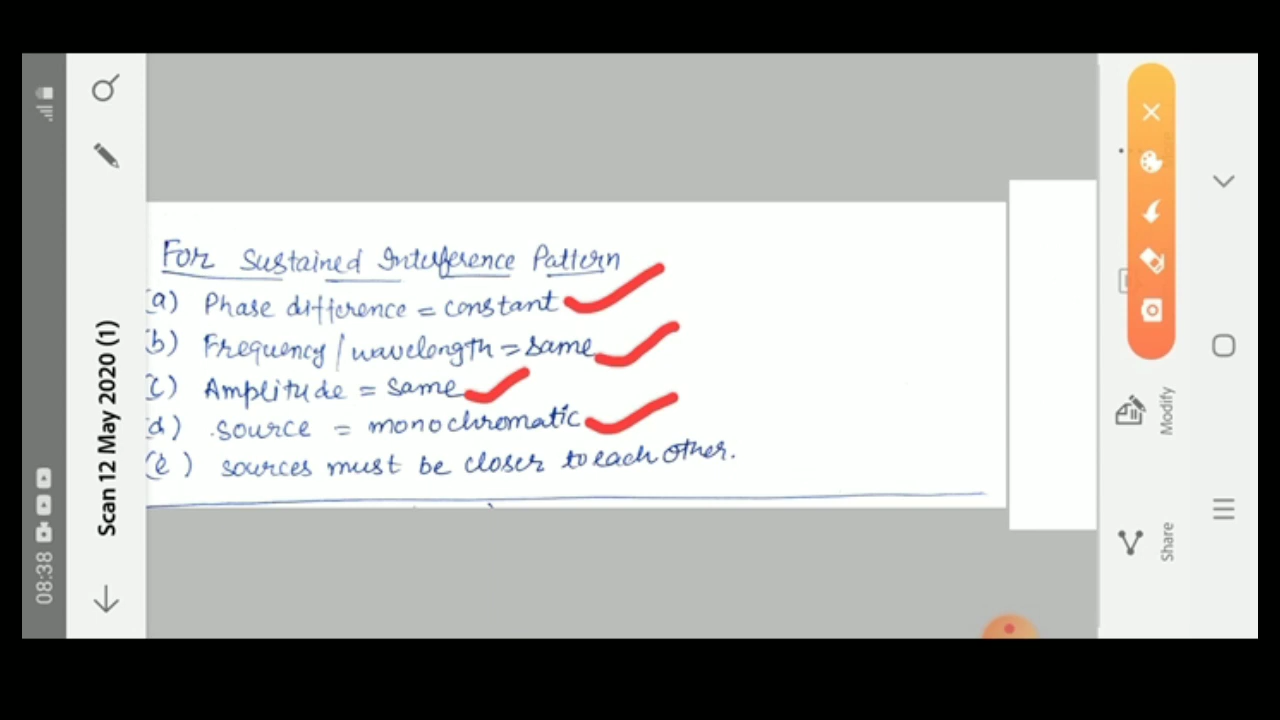 For Sustained Interference Pattern
(a) Phase difference = constant
(b) Frequency / wavelength = same
(c) Amplitude = same
(d) source = monochromatic
(e) sources must be closer to each other.
Scan 12 May 2020 (1)
08:38
Modify
Share